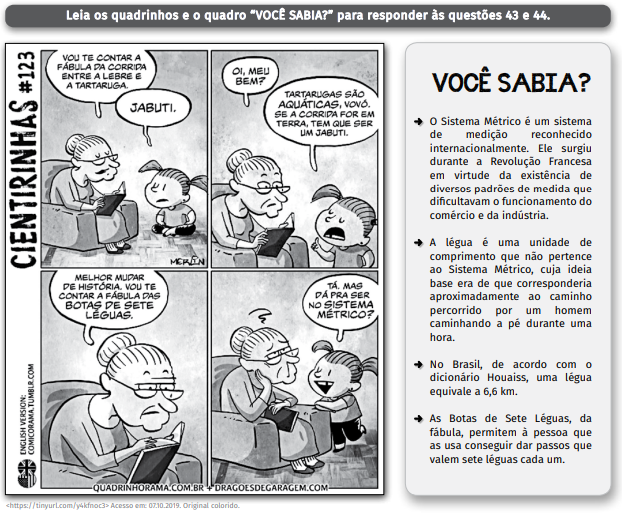 Leia os quadrinhos e o quadro “VOCÊ SABIA?” para responder às questões 43 e 44.
CIENTIRINHAS #123
VOU TE CONTAR A
FÁBULA DA CORRIDA
ENTRE A LEBRE E
A TARTARUGA.
JABUTI.
MERLIN
OI, MEU
BEM?
TARTARUGAS SÃO
AQUÁTICAS, VOVÓ.
SE A CORRIDA FOR EM
TERRA, TEM QUE SER
UM JABUTI.
MELHOR MUDAR
DE HISTÓRIA. VOU TE
CONTAR A FÁBULA DAS
BOTAS DE SETE
LÉGUAS.
TÁ, MAS
DÁ PRA SER
NO SISTEMA
MÉTRICO?
ENGLISH VERSION:
COMICORAMA.TUMBLR.COM
QUADRINHORAMA.COM.BR + DRAGOESDEGARAGEM.COM
<https://tinyurl.com/y4kfnoc3> Acesso em: 07.10.2019. Original colorido.
VOCÊ SABIA?
O Sistema Métrico é um sistema
de medição reconhecido
internacionalmente. Ele surgiu
durante a Revolução Francesa
em virtude da existência de
diversos padrões de medida que
dificultavam o funcionamento do
comércio e da indústria.
A légua é uma unidade de
comprimento que não pertence
ao Sistema Métrico, cuja ideia
base era de que corresponderia
aproximadamente ao caminho
percorrido por um homem
caminhando a pé durante uma
hora.
No Brasil, de acordo com o
dicionário Houaiss, uma légua
equivale a 6,6 km.
As Botas de Sete Léguas, da
fábula, permitem à pessoa que
as usa conseguir dar passos que
valem sete léguas cada um.